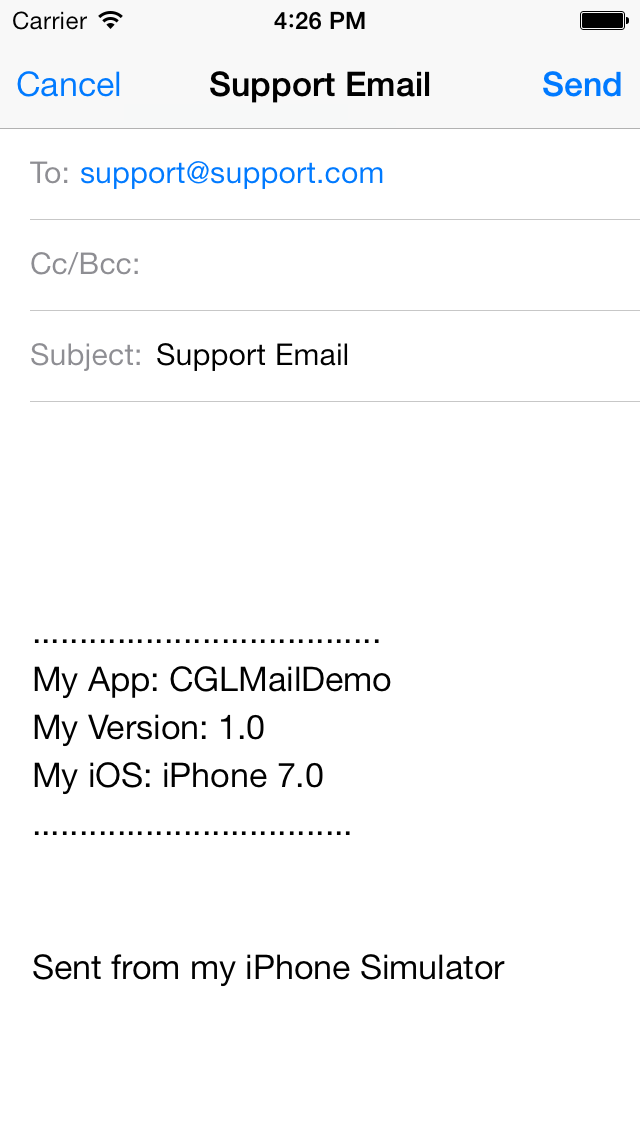 Carrier 4:26 PM
Cancel Support Email Send
To: support@support.com
Cc/Bcc:
Subject: Support Email
.....................................
My App: CGLMailDemo
My Version: 1.0
My iOS: iPhone 7.0
..................................
Sent from my iPhone Simulator